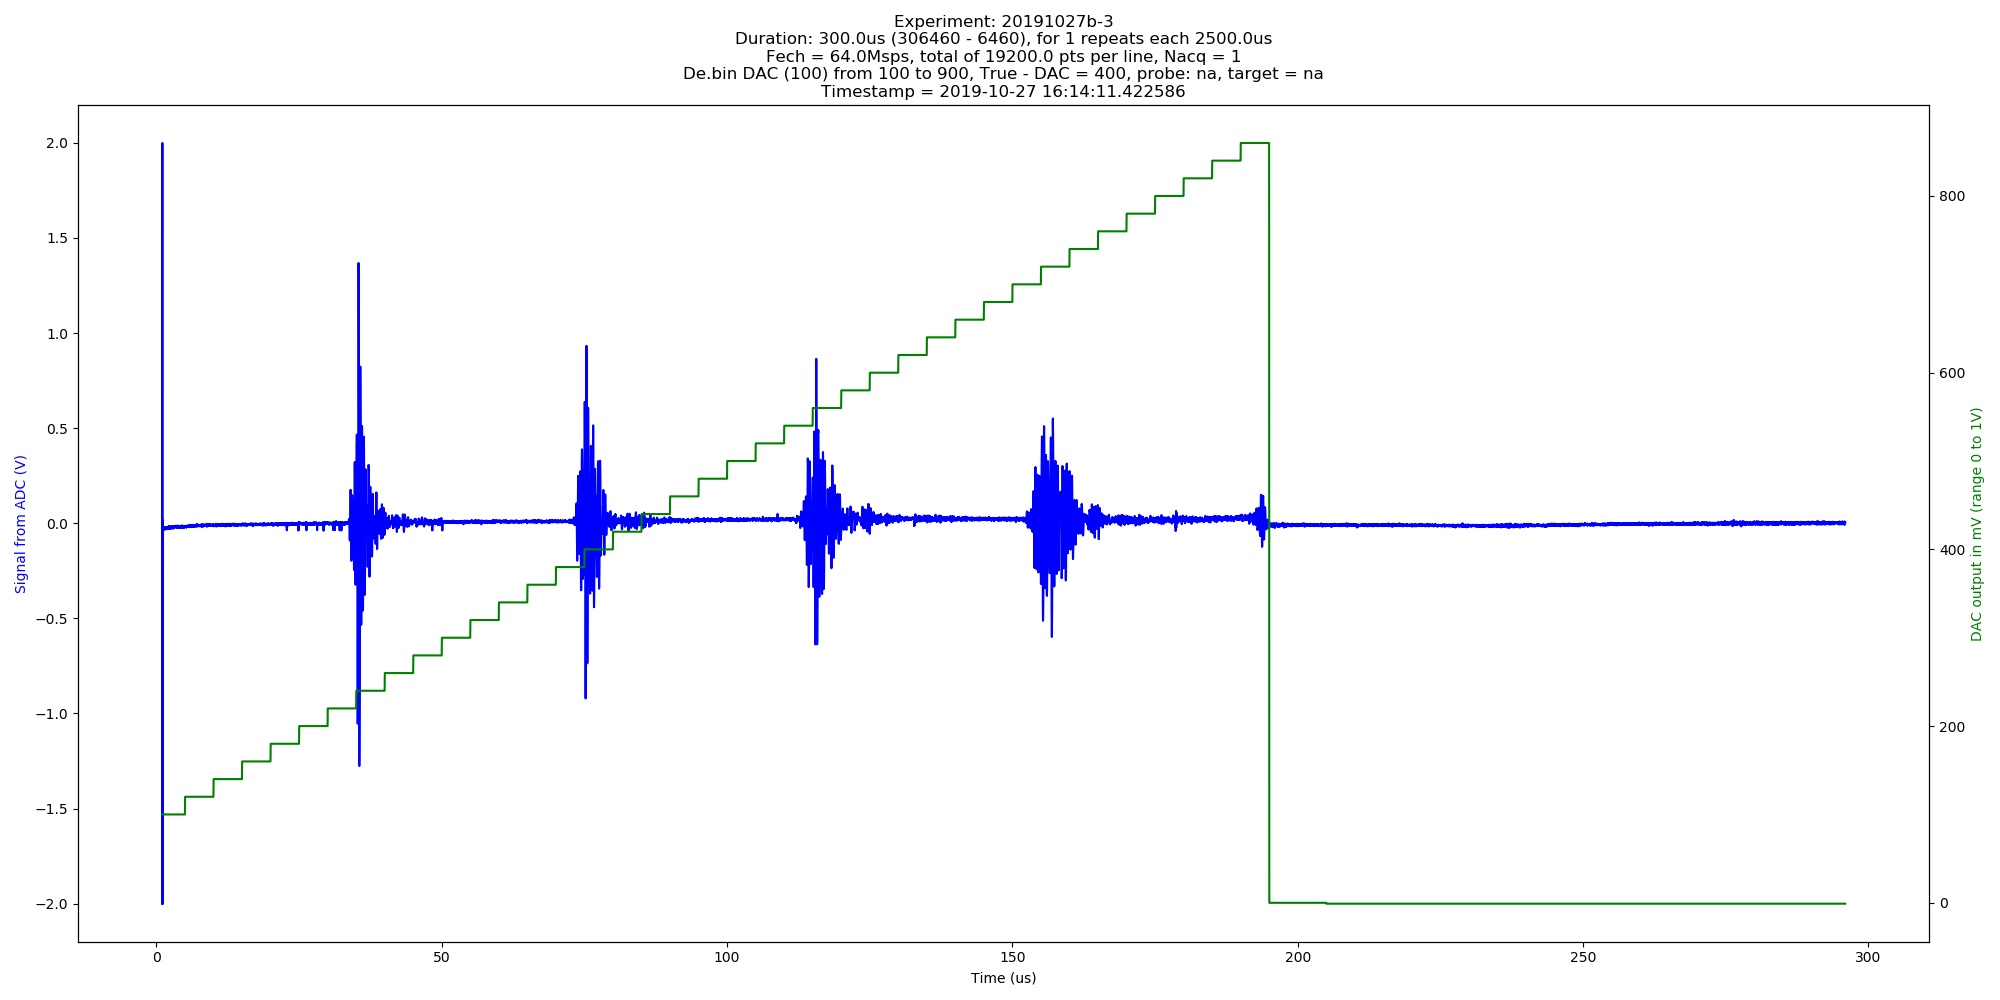 Experiment: 20191027b-3
Duration: 300.0us (306460 - 6460), for 1 repeats each 2500.0us
Fech = 64.0Msps, total of 19200.0 pts per line, Nacq = 1
De.bin DAC (100) from 100 to 900, True - DAC = 400, probe: na, target = na
Timestamp = 2019-10-27 16:14:11.422586
Signal from ADC (V)
2.0
1.5
1.0
0.5
0.0
−0.5
−1.0
−1.5
−2.0
0
50
100
150
200
250
300
Time (us)
800
600
400
200
0
DAC output in mV (range 0 to 1V)